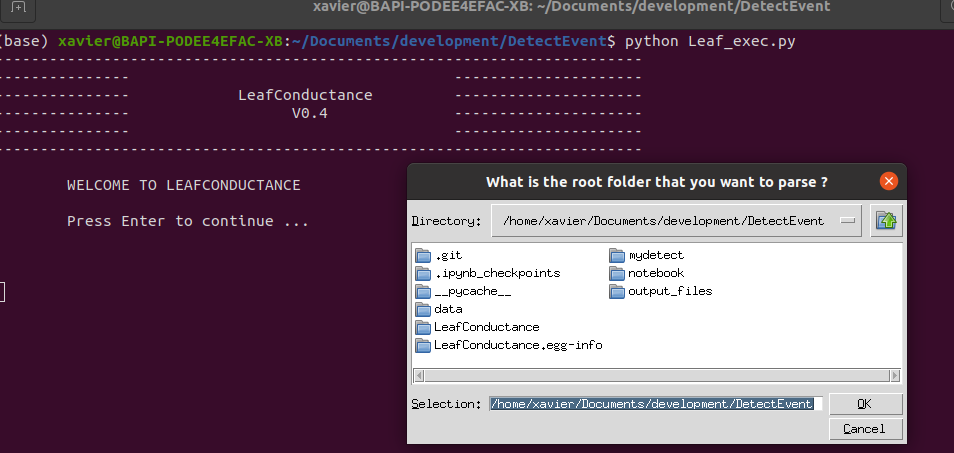 xavier@BAPI-PODEE4EFAC-XB: ~/Documents/development/DetectEvent
(base) xavier@BAPI-PODEE4EFAC-XB:~/Documents/development/DetectEvent$ python Leaf_exec.py
------------------------------------------------------------------------
--------------- ---------------------
--------------- LeafConductance ---------------------
--------------- V0.4 ---------------------
--------------- ---------------------
------------------------------------------------------------------------
WELCOME TO LEAFCONDUCTANCE
Press Enter to continue ...
What is the root folder that you want to parse ?
Directory: /home/xavier/Documents/development/DetectEvent
.git
.ipynb_checkpoints
__pycache__
data
LeafConductance
LeafConductance.egg-info
mydetect
notebook
output_files
Selection: /home/xavier/Documents/development/DetectEvent OK
Cancel